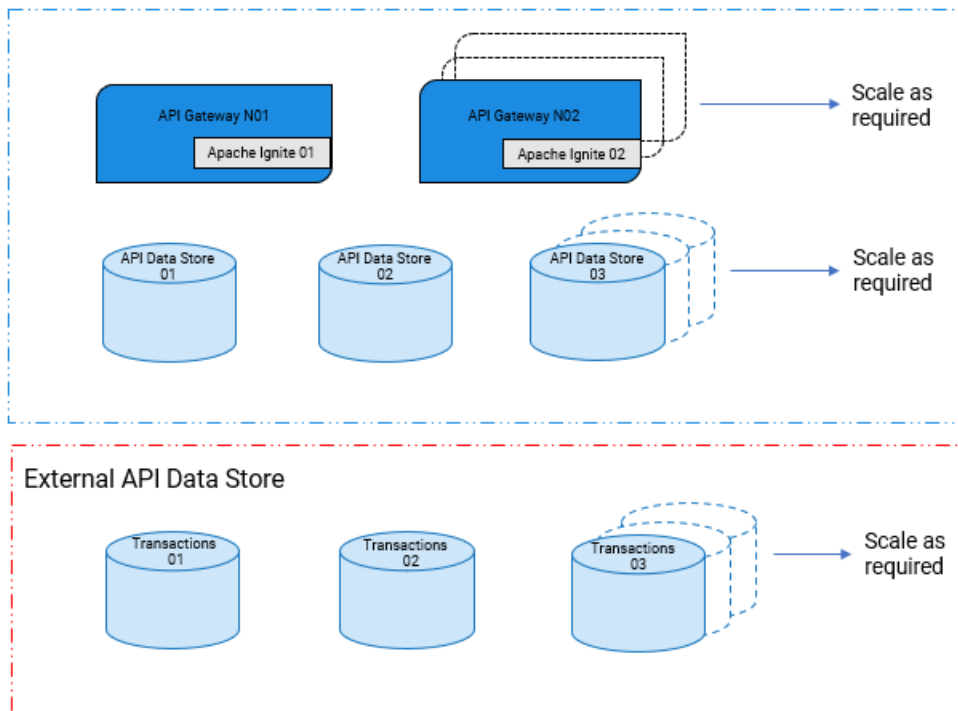 API Gateway N01
Apache Ignite 01
API Gateway N02
Apache Ignite 02
Scale as
required
API Data Store
01
API Data Store
02
API Data Store
03
Scale as
required
External API Data Store
Transactions
01
Transactions
02
Transactions
03
Scale as
required